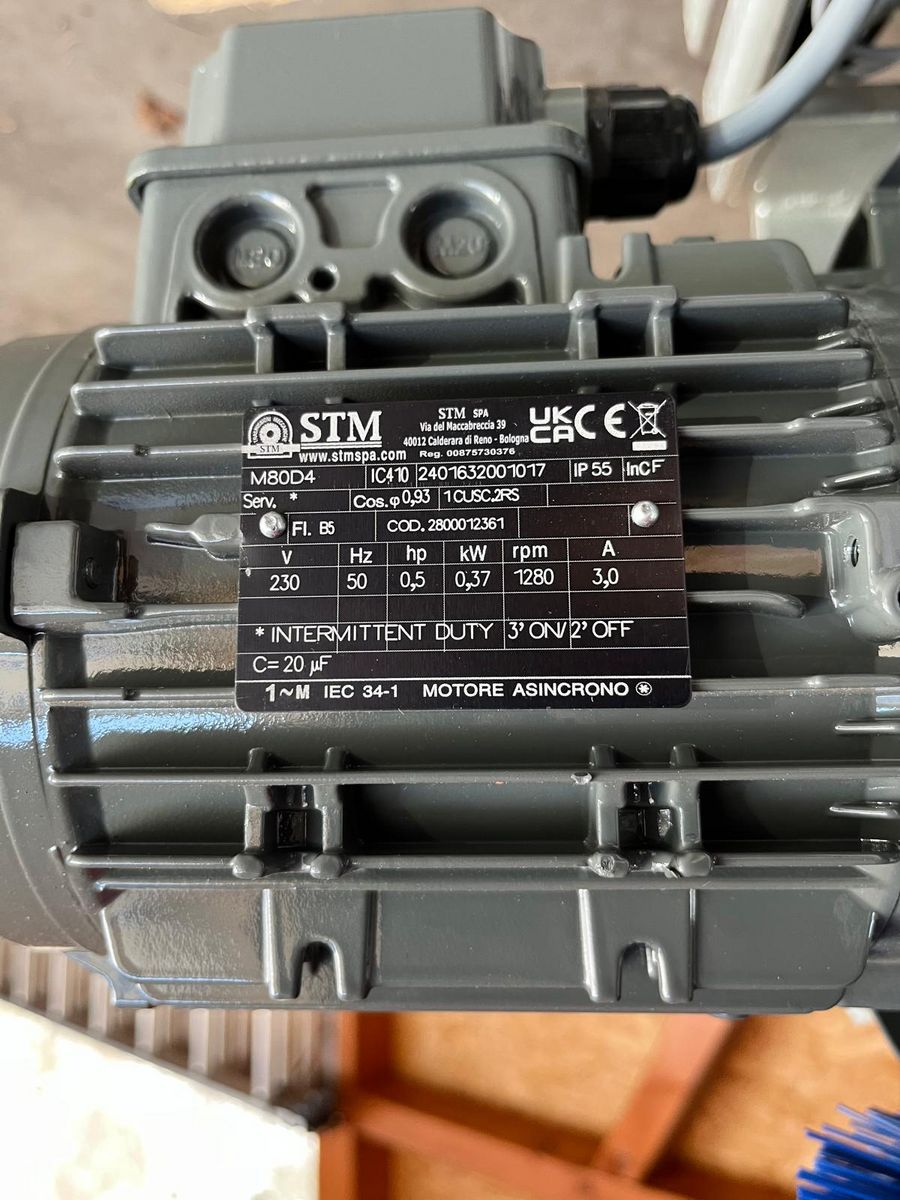 M20 M20
STM
STM
www.stmspa.com
STM SPA
Via del Maccabreccia 39
40012 Calderara di Reno - Bologna
Reg. 00875730376
UK CA CE
M80D4 IC410 2401632001017 IP 55 InCF
Serv. * Cos.φ 0,93 1CUSC.2RS
FI. B5 COD. 2800012361
V Hz hp kW rpm A
230 50 0,5 0,37 1280 3,0
* INTERMITTENT DUTY 3' ON/2' OFF
C= 20 µF
1~M IEC 34-1 MOTORE ASINCRONO